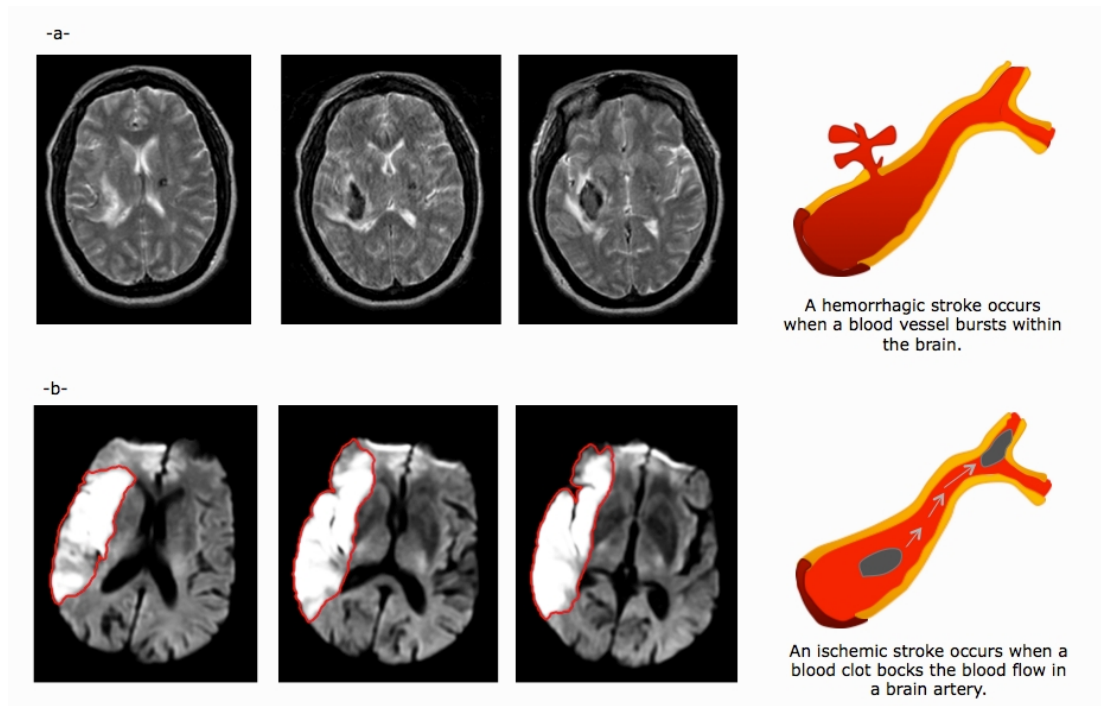 -a-
A hemorrhagic stroke occurs
when a blood vessel bursts within
the brain.
-b-
An ischemic stroke occurs when a
blood clot bocks the blood flow in
a brain artery.